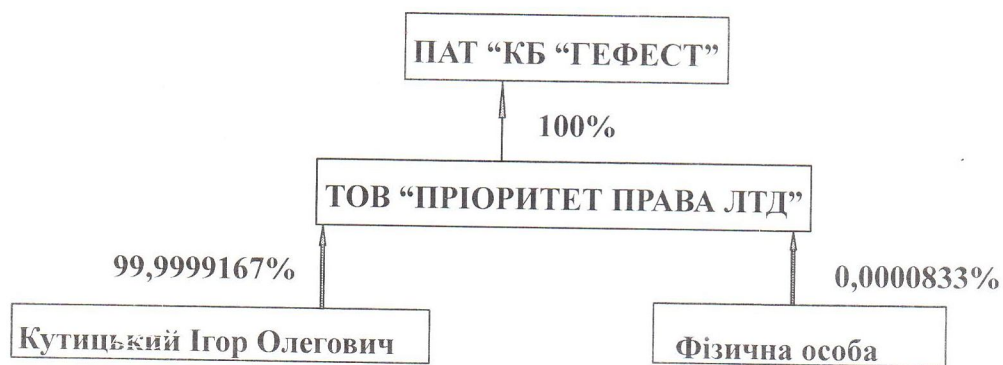 ПАТ “КБ “ГЕФЕСТ”
100%
ТОВ “ПРІОРИТЕТ ПРАВА ЛТД”
99,9999167%
0,0000833%
Кутицький Ігор Олегович
Фізична особа